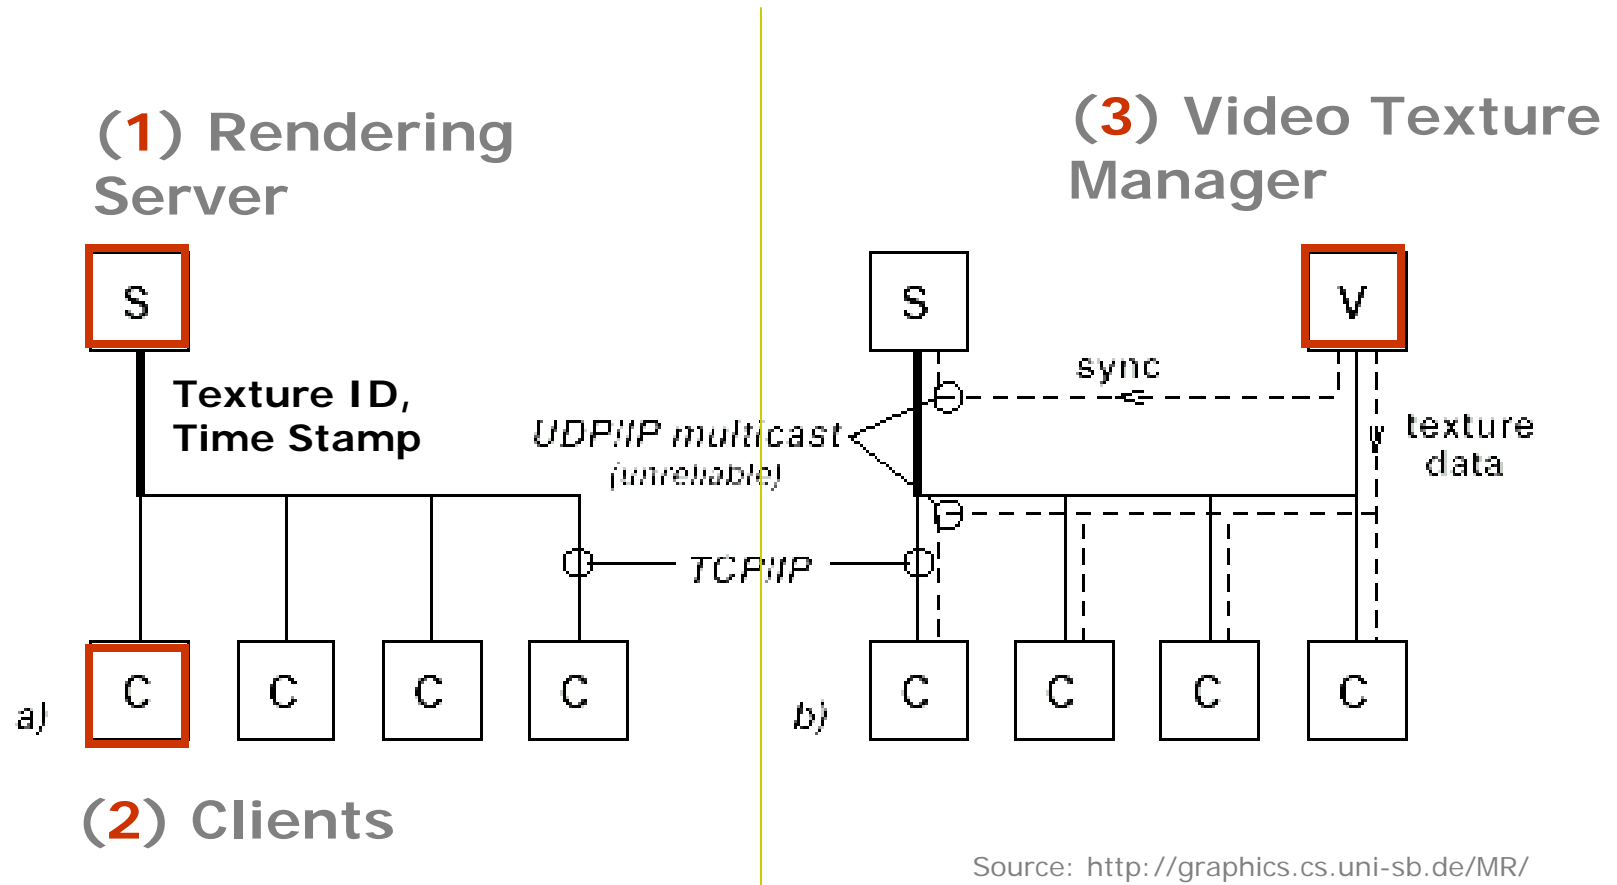 (1) Rendering
Server
(3) Video Texture
Manager
S
Texture ID,
Time Stamp
S
V
sync
UDP/IP multicast
(unreliable)
texture
data
TCP/IP
a)
C
C
C
C
b)
C
C
C
C
(2) Clients
Source: http://graphics.cs.uni-sb.de/MR/